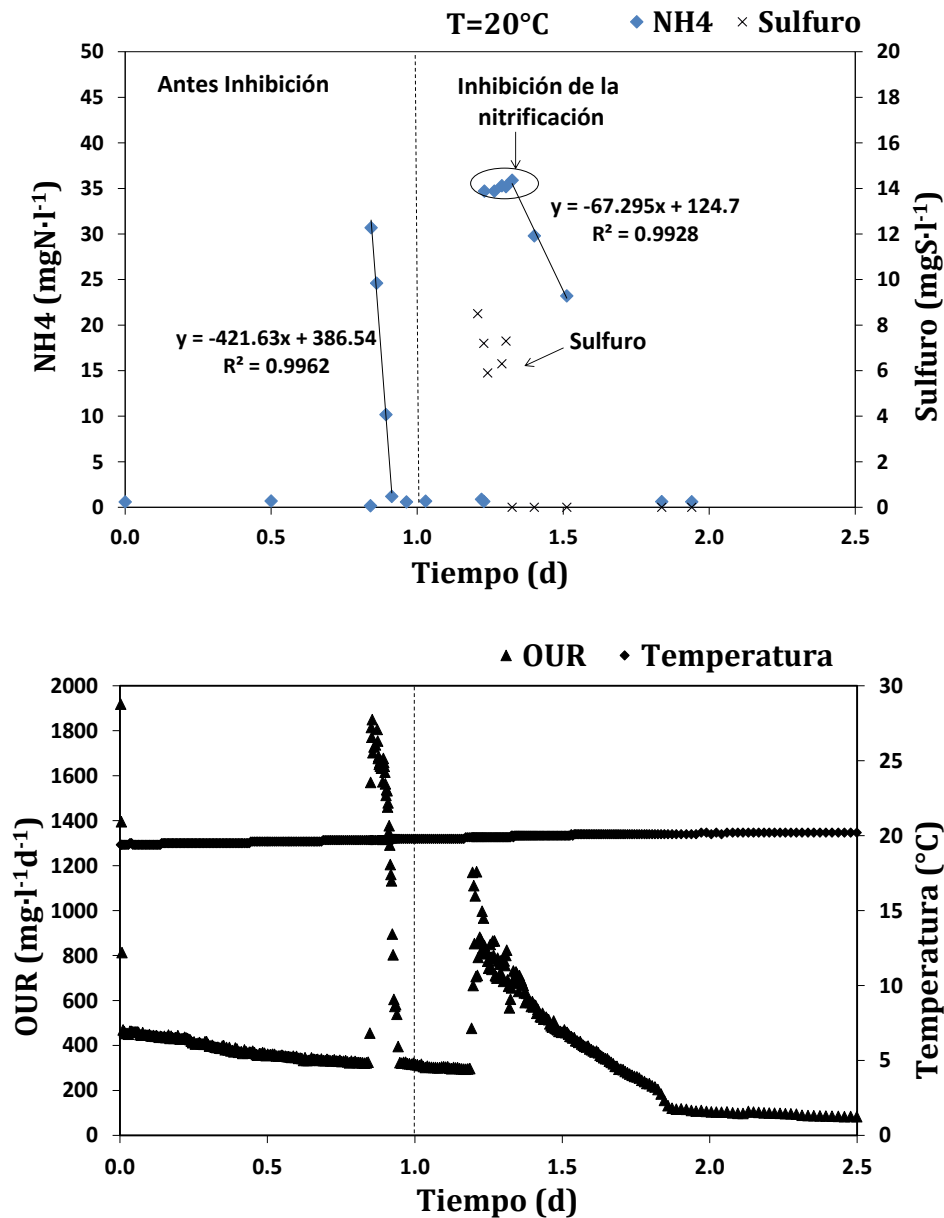 T=20°C
NH4
Sulfuro
50
45
40
35
30
25
20
15
10
5
0
NH4 (mgN·l-1)
Antes Inhibición
Inhibición de la
nitrificación
y = -67.295x + 124.7
R² = 0.9928
y = -421.63x + 386.54
R² = 0.9962
Sulfuro
20
18
16
14
12
10
8
6
4
2
0
Sulfuro (mgS·l-1)
0.0 0.5 1.0 1.5 2.0 2.5
Tiempo (d)
OUR Temperatura
2000
1800
1600
1400
1200
1000
800
600
400
200
0
OUR (mg·l-1d-1)
30
25
20
15
10
5
0
Temperatura (°C)
0.0 0.5 1.0 1.5 2.0 2.5
Tiempo (d)